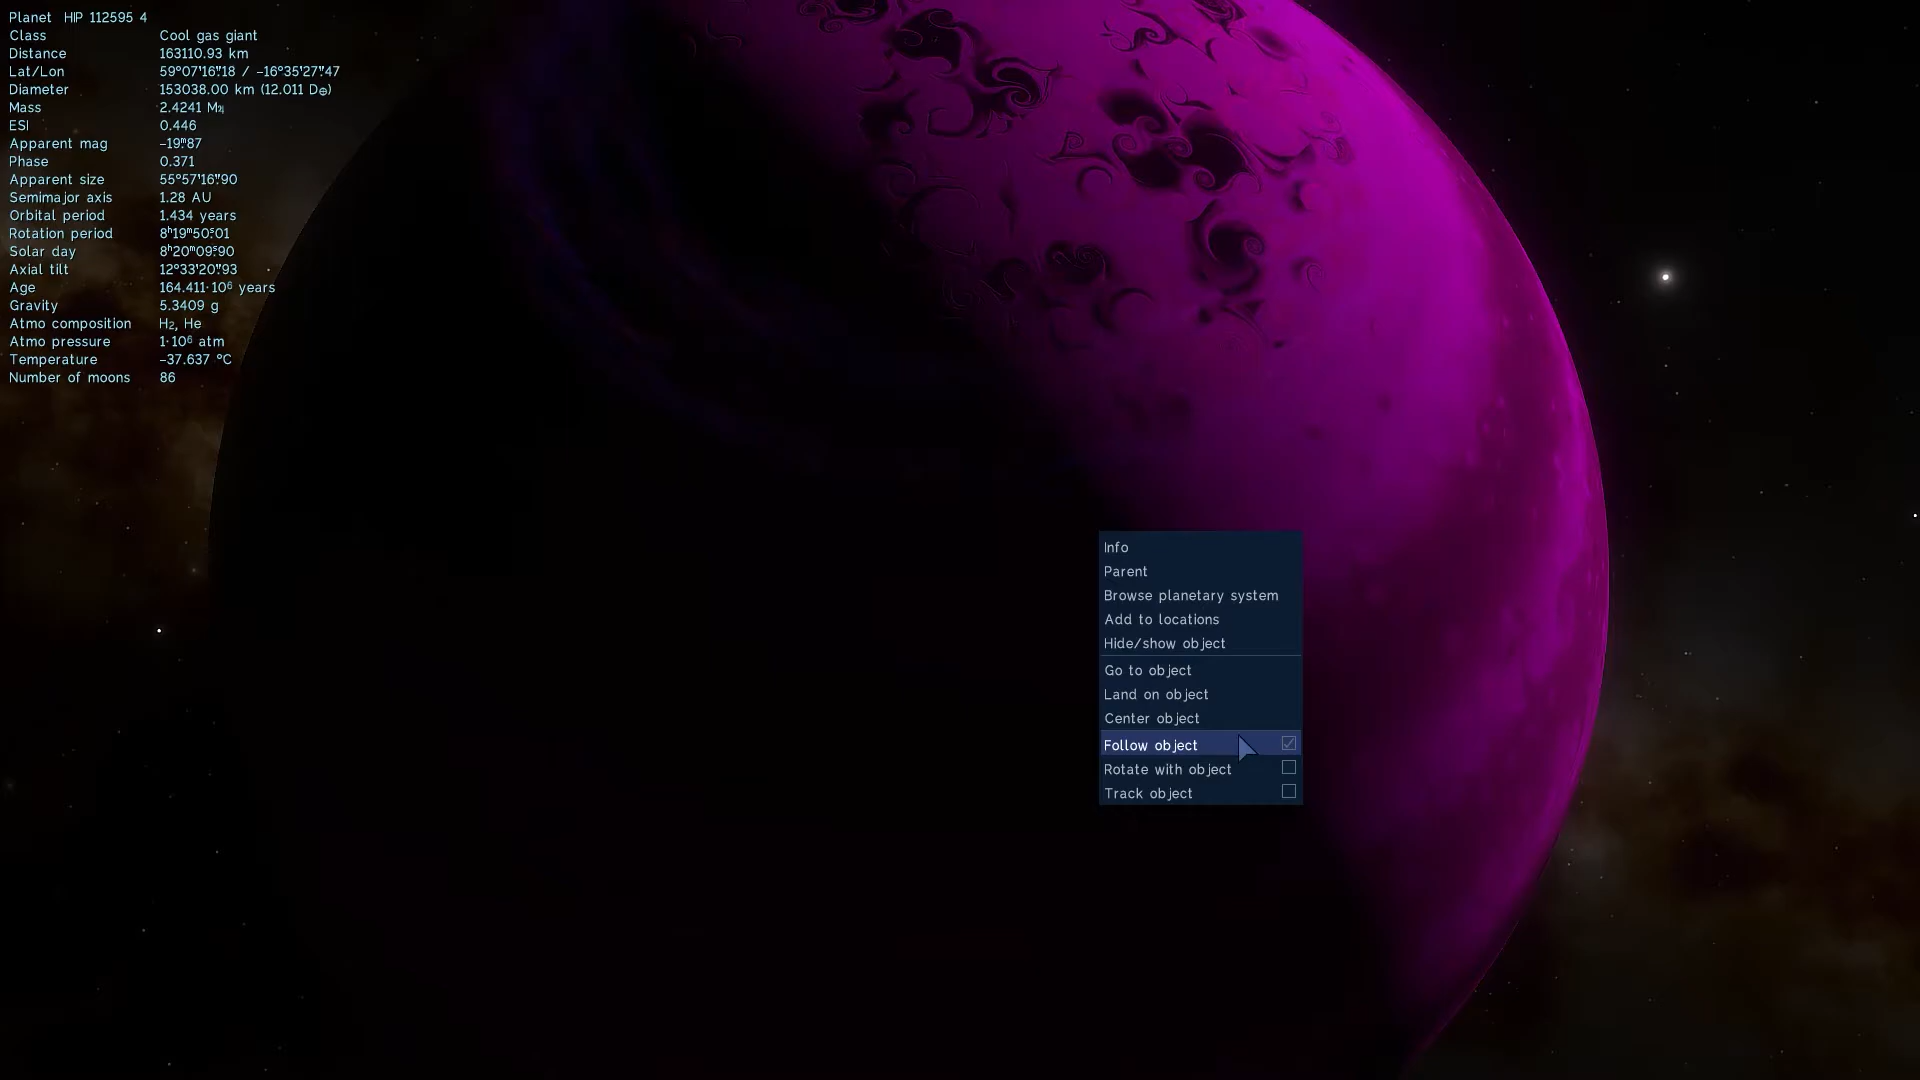 Planet HIP 112595 4
Class Cool gas giant
Distance 163110.93 km
Lat/Lon 59°07'16".18 / −16°35'27".47
Diameter 153038.00 km (12.011 D⊕)
Mass 2.4241 M♃
ESI 0.446
Apparent mag −19ᵐ.87
Phase 0.371
Apparent size 55°57'16".90
Semimajor axis 1.28 AU
Orbital period 1.434 years
Rotation period 8ʰ19ᵐ50ˢ.01
Solar day 8ʰ20ᵐ09ˢ.90
Axial tilt 12°33'20".93
Age 164.411·10⁶ years
Gravity 5.3409 g
Atmo composition H₂, He
Atmo pressure 1·10⁶ atm
Temperature −37.637 °C
Number of moons 86
Info
Parent
Browse planetary system
Add to locations
Hide/show object
Go to object
Land on object
Center object
Follow object
Rotate with object
Track object